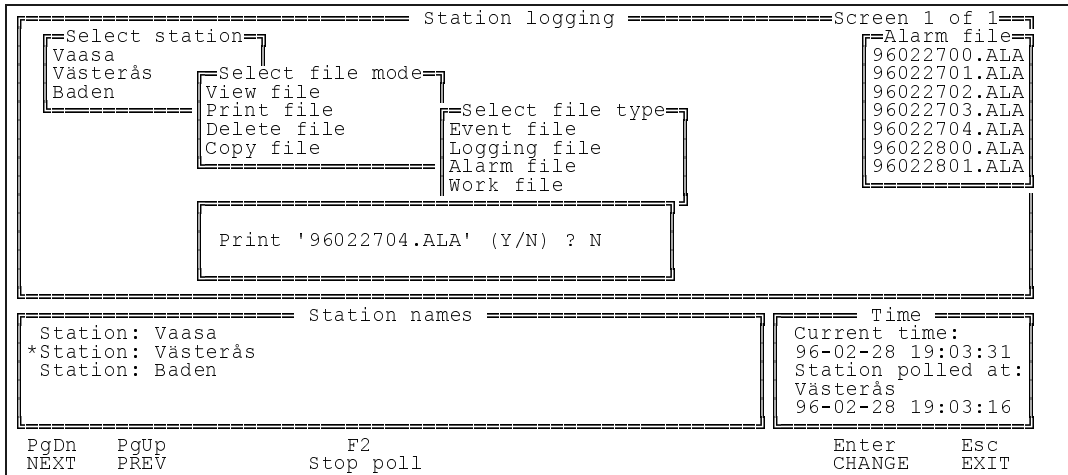 Station logging Screen 1 of 1
Select station Alarm file
Vaasa 96022700.ALA
Västerås Select file mode 96022701.ALA
Baden View file 96022702.ALA
Print file Select file type 96022703.ALA
Delete file Event file 96022704.ALA
Copy file Logging file 96022800.ALA
Alarm file 96022801.ALA
Work file
Print '96022704.ALA' (Y/N) ? N
Station names Time
Station: Vaasa Current time:
*Station: Västerås 96-02-28 19:03:31
Station: Baden Station polled at:
Västerås
96-02-28 19:03:16
PgDn PgUp F2 Enter Esc
NEXT PREV Stop poll CHANGE EXIT